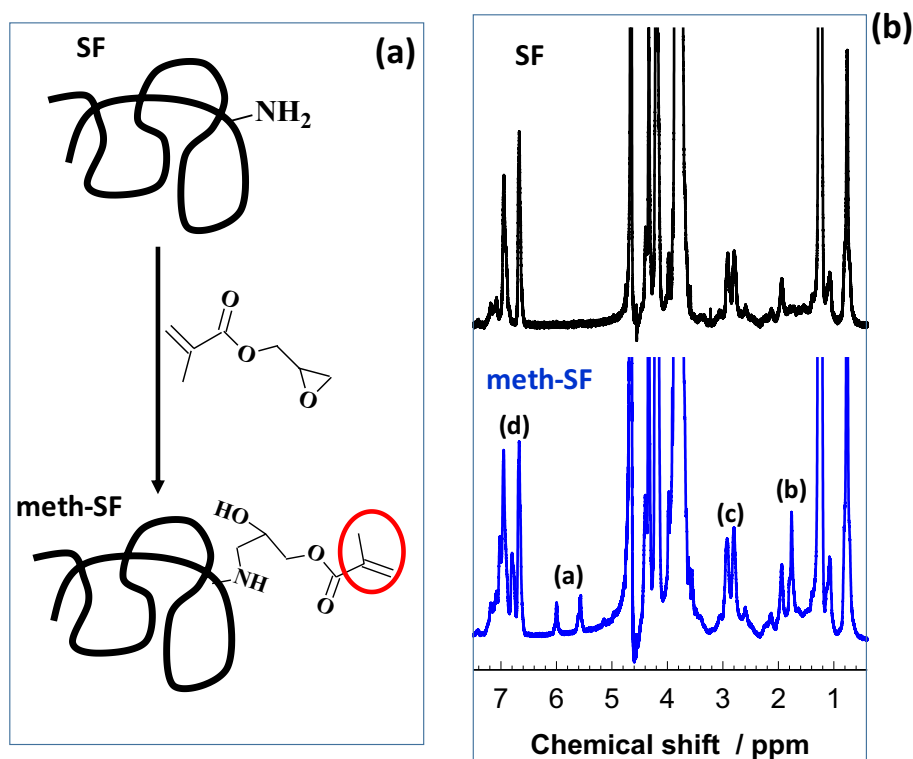 (a)
SF
NH2
O
O
O
meth-SF
HO
O
NH
O
(b)
SF
meth-SF
(d)
(a)
(c)
(b)
7 6 5 4 3 2 1
Chemical shift / ppm